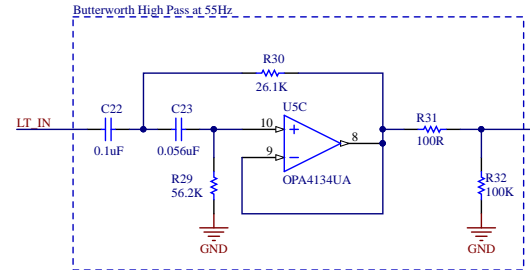 Butterworth High Pass at 55Hz
R30
26.1K
C22
C23
U5C
LT_IN
10
8
R31
0.1uF
0.056uF
9
100R
R29
56.2K
OPA4134UA
R32
100K
GND
GND